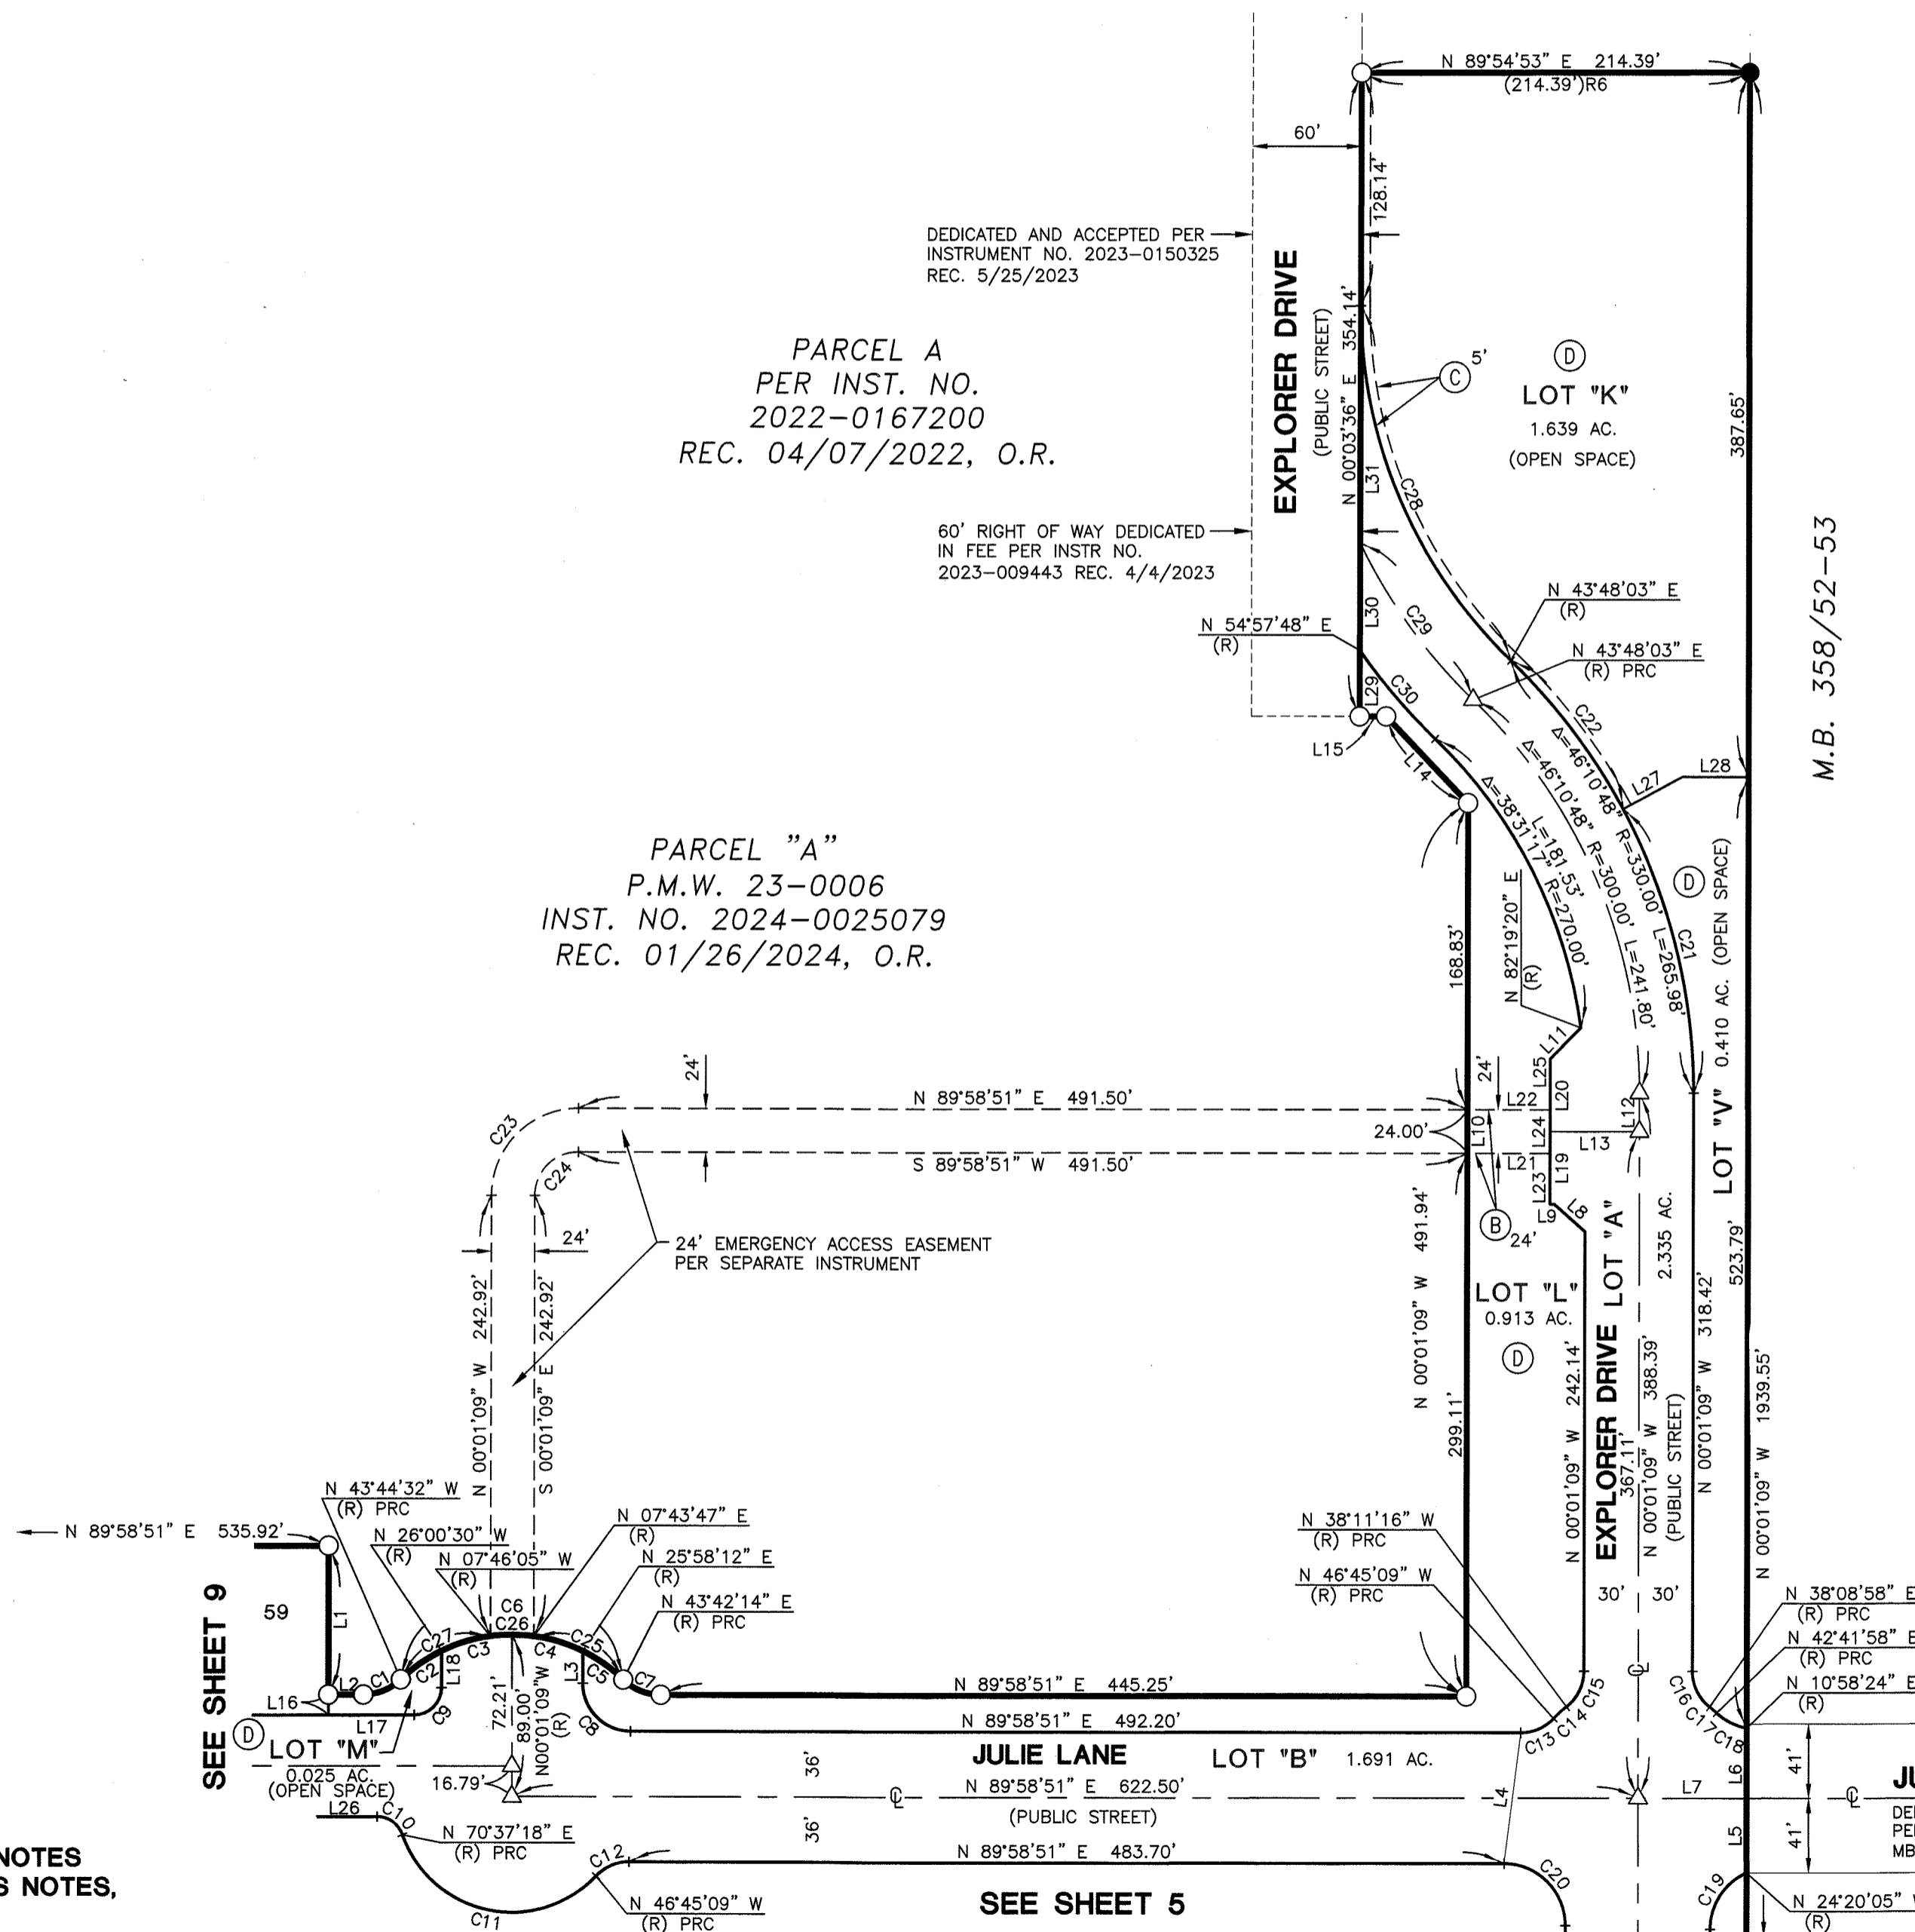 N 89°54'53" E 214.39'
(214.39')R6
60'
128.14'
DEDICATED AND ACCEPTED PER
INSTRUMENT NO. 2023-0150325
REC. 5/25/2023
EXPLORER DRIVE
(PUBLIC STREET)
N 00°03'36" E 354.14'
PARCEL A
PER INST. NO.
2022-0167200
REC. 04/07/2022, O.R.
C 5'
D
LOT "K"
1.639 AC.
(OPEN SPACE)
387.65'
L31
C28
60' RIGHT OF WAY DEDICATED
IN FEE PER INSTR NO.
2023-009443 REC. 4/4/2023
M.B. 358/52-53
N 43°48'03" E
(R)
N 43°48'03" E
(R) PRC
N 54°57'48" E
(R)
L30
C29
L29
C30
L15
L14
C22
L27
L28
Δ=46°10'48" R=330.00' L=265.98'
Δ=46°10'48" R=300.00' L=241.80'
Δ=38°31'17" R=270.00'
L=181.53'
C21
PARCEL "A"
P.M.W. 23-0006
INST. NO. 2024-0025079
REC. 01/26/2024, O.R.
168.83'
N 82°19'20" E
(R)
D
LOT "V" 0.410 AC. (OPEN SPACE)
L11
L25
L20
L12
24'
24'
N 89°58'51" E 491.50'
L22
C23
24.00'
L10
L24
L13
C24
S 89°58'51" W 491.50'
L21
L19
L23
L9
L8
B 24'
24'
24' EMERGENCY ACCESS EASEMENT
PER SEPARATE INSTRUMENT
N 00°01'09" W 242.92'
S 00°01'09" E 242.92'
N 00°01'09" W 491.94'
299.11'
LOT "L"
0.913 AC.
D
EXPLORER DRIVE LOT "A"
2.335 AC.
N 00°01'09" W 242.14'
367.11'
N 00°01'09" W 388.39'
(PUBLIC STREET)
N 00°01'09" W 318.42'
523.79'
N 00°01'09" W 1939.55'
N 43°44'32" W
(R) PRC
N 26°00'30" W
(R)
N 07°46'05" W
(R)
N 07°43'47" E
(R)
N 25°58'12" E
(R)
N 43°42'14" E
(R) PRC
N 38°11'16" W
(R) PRC
N 46°45'09" W
(R) PRC
30' 30'
N 38°08'58" E
(R) PRC
N 42°41'58" E
(R) PRC
N 10°58'24" E
(R)
N 89°58'51" E 535.92'
SEE SHEET 9
59
L1
L2
C1
C27
C2
L18
C3
C6
C26
C4
C25
L3
C5
C7
L16
L17
C9
C8
72.21'
89.00'
N00°01'09"W
(R)
N 89°58'51" E 445.25'
N 89°58'51" E 492.20'
C13
C14
C15
C16
C17
C18
D
LOT "M"
0.025 AC.
(OPEN SPACE)
16.79'
JULIE LANE LOT "B" 1.691 AC.
36'
N 89°58'51" E 622.50'
(PUBLIC STREET)
36'
L4
L6
L7
L5
41'
41'
L26
C10
N 70°37'18" E
(R) PRC
C11
C12
N 46°45'09" W
(R) PRC
N 89°58'51" E 483.70'
C20
C19
N 24°20'05" W
(R)
SEE SHEET 5
NOTES
S NOTES,
JU
DE
PE
MB